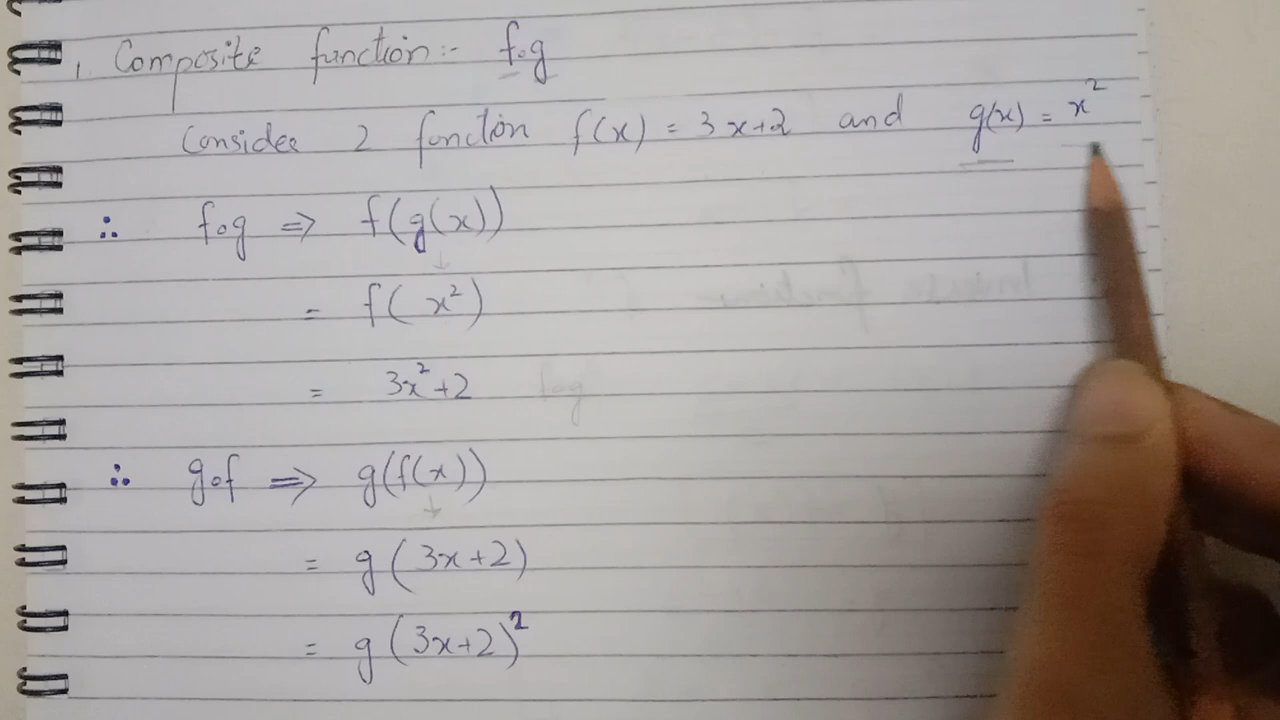 1, Composite function:- fog
Consider 2 function f(x) = 3x+2 and g(x) = x²
∴ fog ⇒ f(g(x))
↓
= f( x²)
= 3x²+2
∴ gof ⇒ g(f(x))
↓
= g(3x+2)
= g(3x+2)²